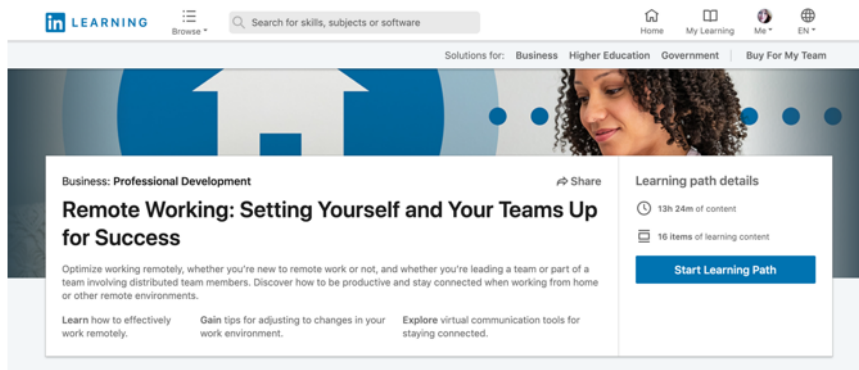 in LEARNING
Browse
Search for skills, subjects or software
Home
My Learning
Me
EN
Solutions for: Business Higher Education Government Buy For My Team
Business: Professional Development
Share
Remote Working: Setting Yourself and Your Teams Up
for Success
Optimize working remotely, whether you're new to remote work or not, and whether you're leading a team or part of a
team involving distributed team members. Discover how to be productive and stay connected when working from home
or other remote environments.
Learn how to effectively
work remotely.
Gain tips for adjusting to changes in your
work environment.
Explore virtual communication tools for
staying connected.
Learning path details
13h 24m of content
16 items of learning content
Start Learning Path